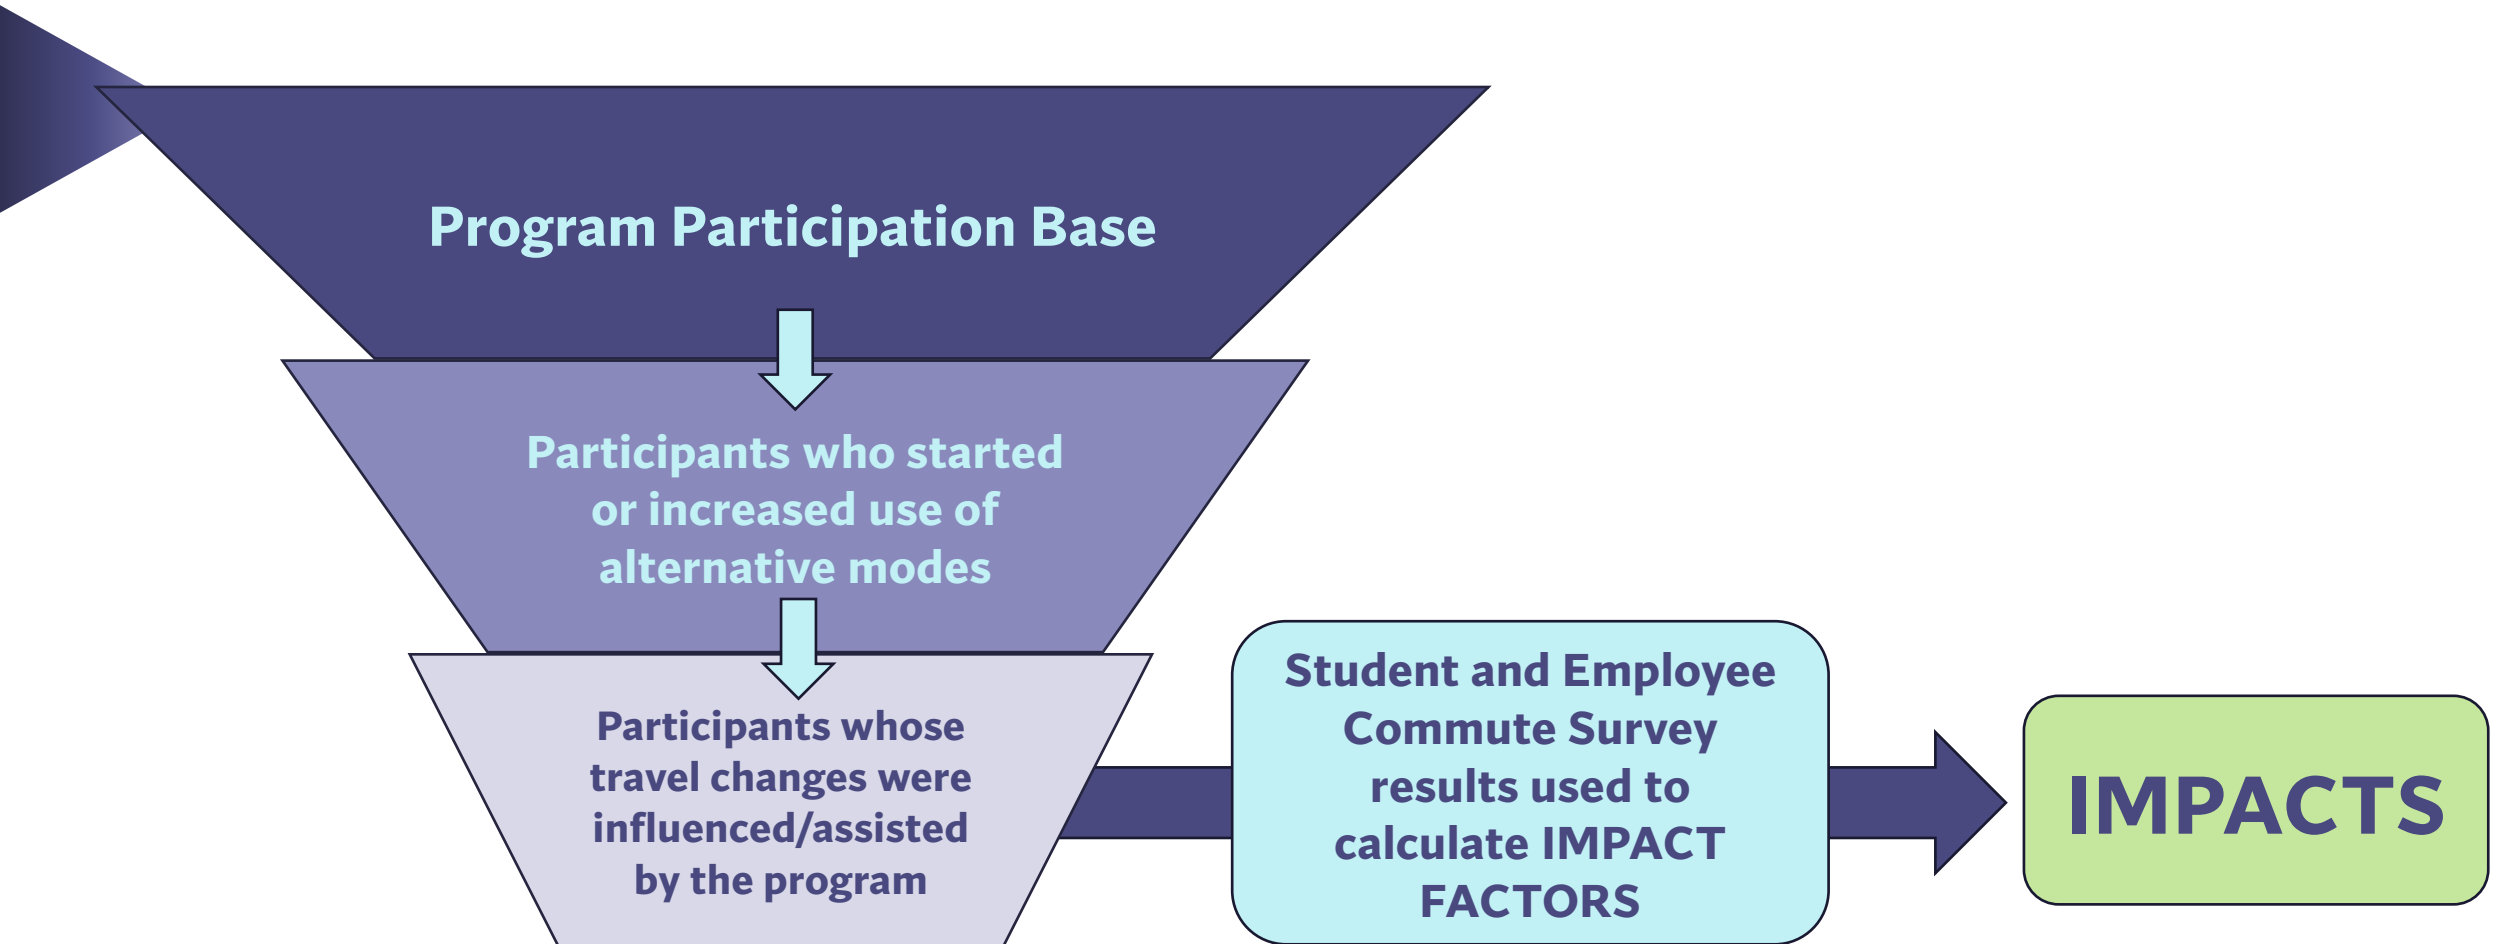 Program Participation Base
Participants who started
or increased use of
alternative modes
Participants whose
travel changes were
influenced/assisted
by the program
Student and Employee
Commute Survey
results used to
calculate IMPACT
FACTORS
IMPACTS